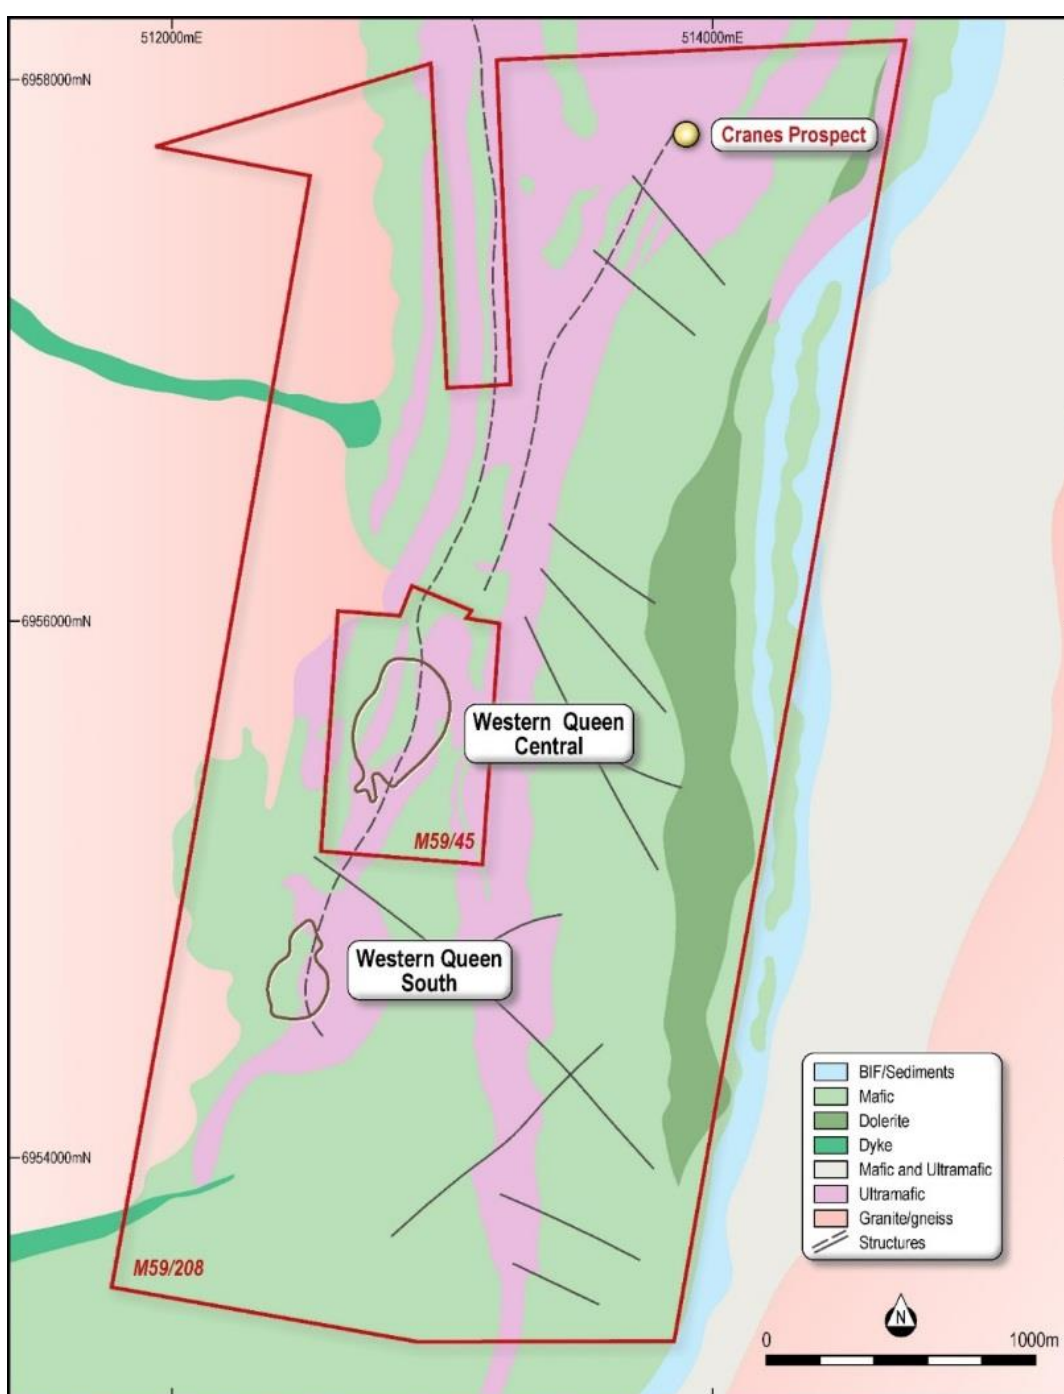 512000mE
514000mE
6958000mN
Cranes Prospect
6956000mN
Western Queen
Central
M59/45
Western Queen
South
6954000mN
M59/208
BIF/Sediments
Mafic
Dolerite
Dyke
Mafic and Ultramafic
Ultramafic
Granite/gneiss
Structures
N
0
1000m